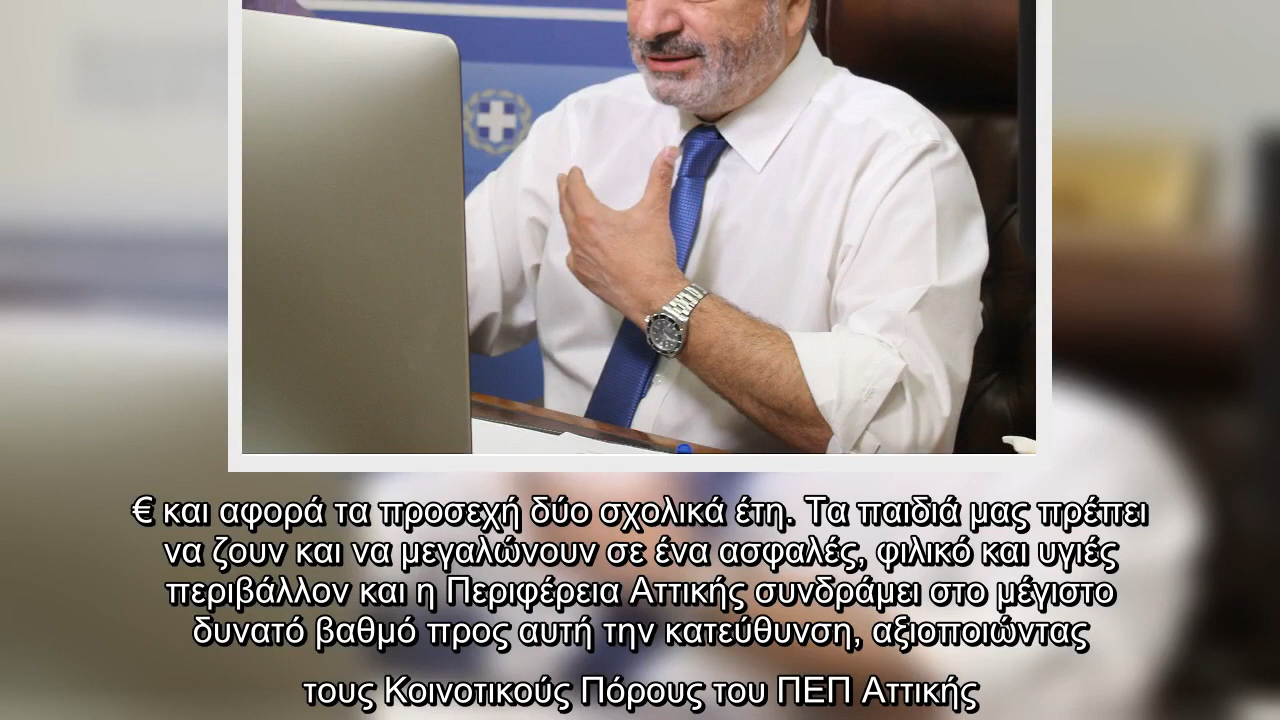 € και αφορά τα προσεχή δύο σχολικά έτη. Τα παιδιά μας πρέπει
να ζουν και να μεγαλώνουν σε ένα ασφαλές, φιλικό και υγιές
περιβάλλον και η Περιφέρεια Αττικής συνδράμει στο μέγιστο
δυνατό βαθμό προς αυτή την κατεύθυνση, αξιοποιώντας
τους Κοινοτικούς Πόρους του ΠΕΠ Αττικής